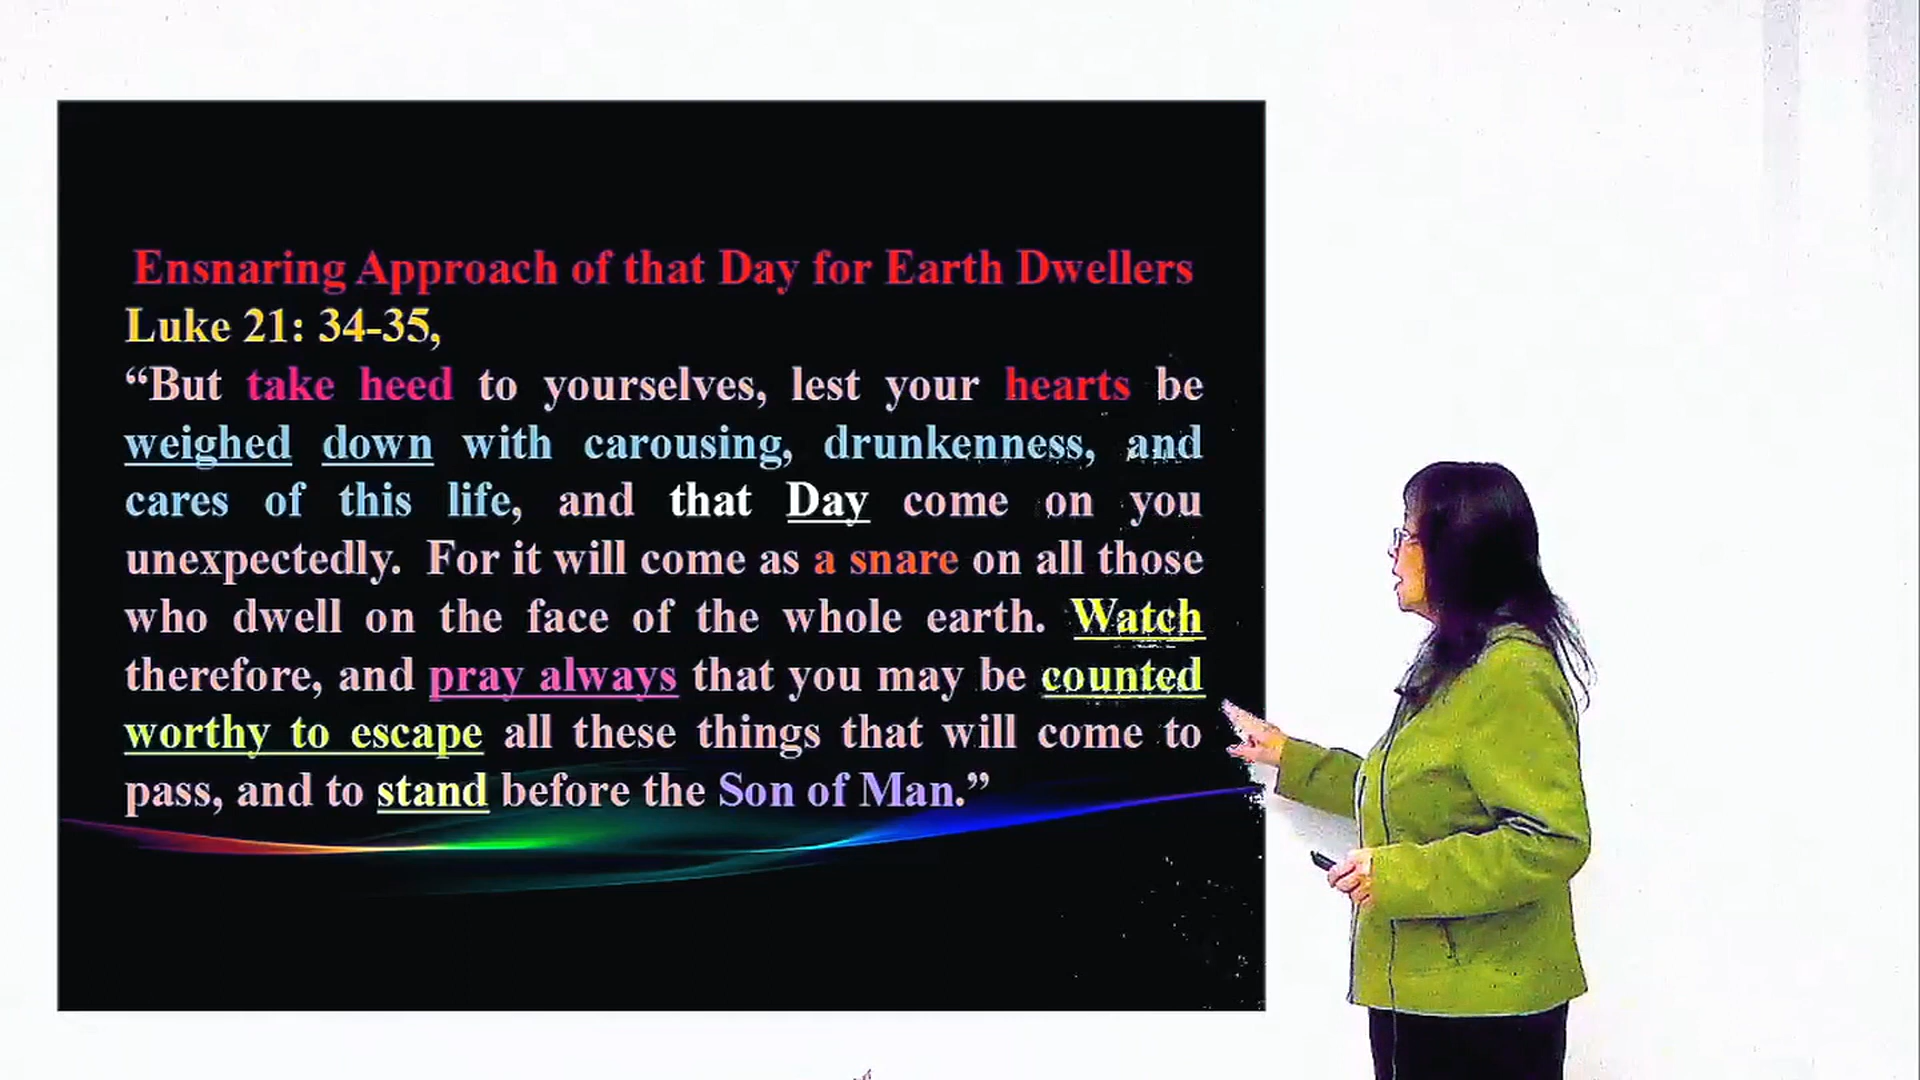 Ensnaring Approach of that Day for Earth Dwellers
Luke 21: 34-35,
“But take heed to yourselves, lest your hearts be
weighed down with carousing, drunkenness, and
cares of this life, and that Day come on you
unexpectedly. For it will come as a snare on all those
who dwell on the face of the whole earth. Watch
therefore, and pray always that you may be counted
worthy to escape all these things that will come to
pass, and to stand before the Son of Man.”